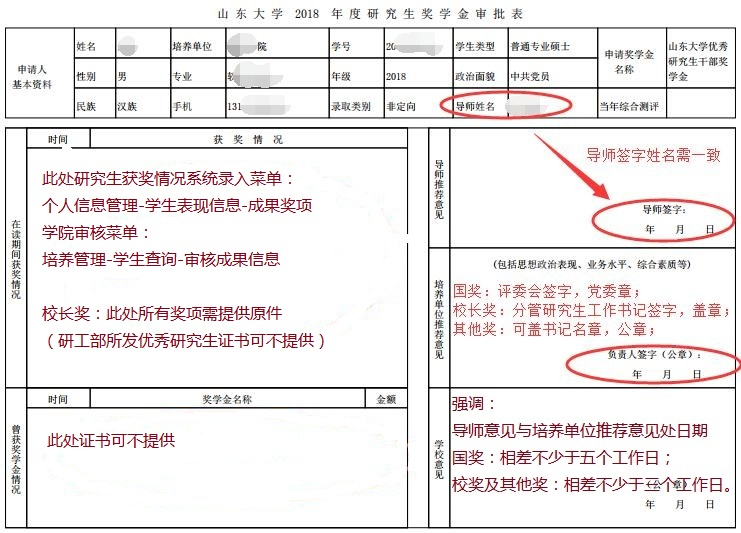 山东大学 2018 年度研究生奖学金审批表
申请人
基本资料
姓名 培养单位 院 学号 20 学生类型 普通专业硕士
性别 男 专业 年级 2018 政治面貌 中共党员
民族 汉族 手机 131 录取类别 非定向 导师姓名
申请奖学金
名称
山东大学优秀
研究生干部奖
学金
当年综合测评
在读期间获奖情况
时间 获奖情况
此处研究生获奖情况系统录入菜单：
个人信息管理-学生表现信息-成果奖项
学院审核菜单：
培养管理-学生查询-审核成果信息
校长奖：此处所有奖项需提供原件
（研工部所发优秀研究生证书可不提供）
曾获奖学金情况
时间 奖学金名称 金额
此处证书可不提供
导师推荐意见
导师签字姓名需一致
导师签字：
年 月 日
培养单位推荐意见
(包括思想政治表现、业务水平、综合素质等)
国奖：评委会签字，党委章；
校长奖：分管研究生工作书记签字，盖章；
其他奖：可盖书记名章，公章；
负责人签字（公章）：
年 月 日
学校意见
强调：
导师意见与培养单位推荐意见处日期
国奖：相差不少于五个工作日；
校奖及其他奖：相差不少于三个工作日。
年 月 日